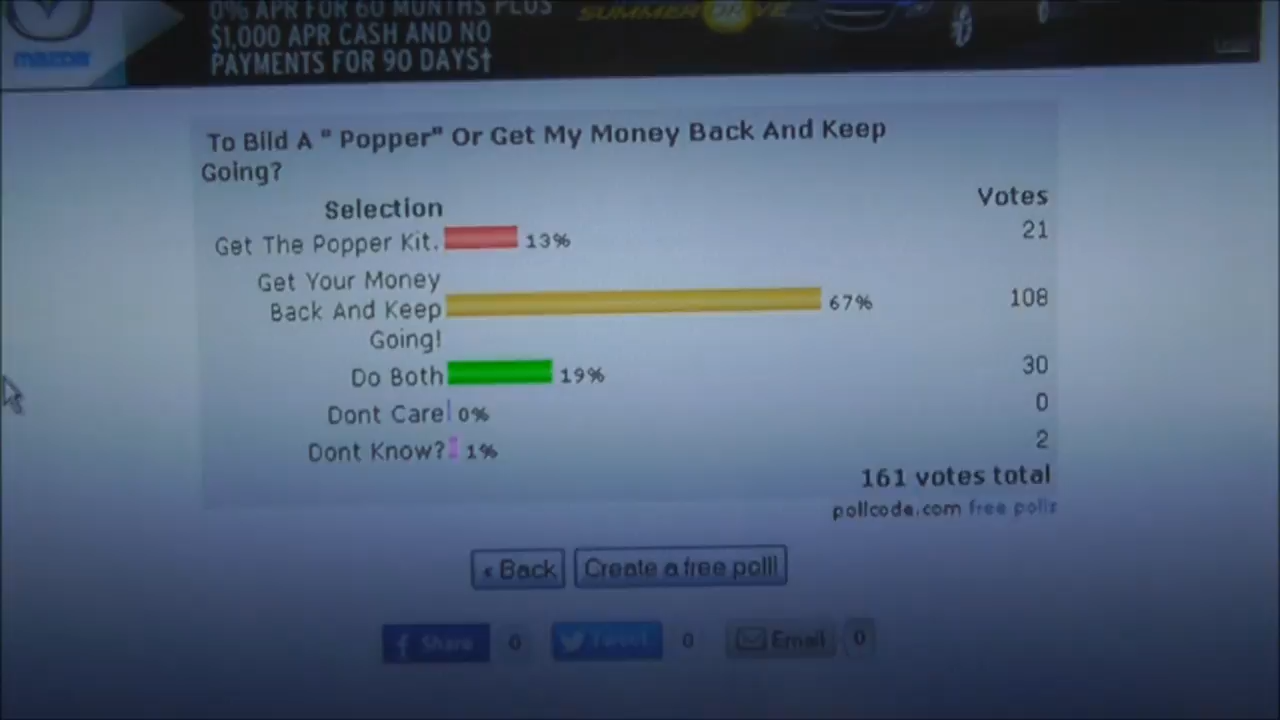 0% APR FOR 60 MONTHS PLUS
$1,000 APR CASH AND NO
PAYMENTS FOR 90 DAYS†
SUMMER DRIVE
mazda
To Bild A " Popper" Or Get My Money Back And Keep
Going?
Selection Votes
Get The Popper Kit. 13% 21
Get Your Money
Back And Keep 67% 108
Going!
Do Both 19% 30
Dont Care 0% 0
Dont Know? 1% 2
161 votes total
pollcode.com free polls
< Back Create a free poll!
f Share 0 Tweet 0 Email 0